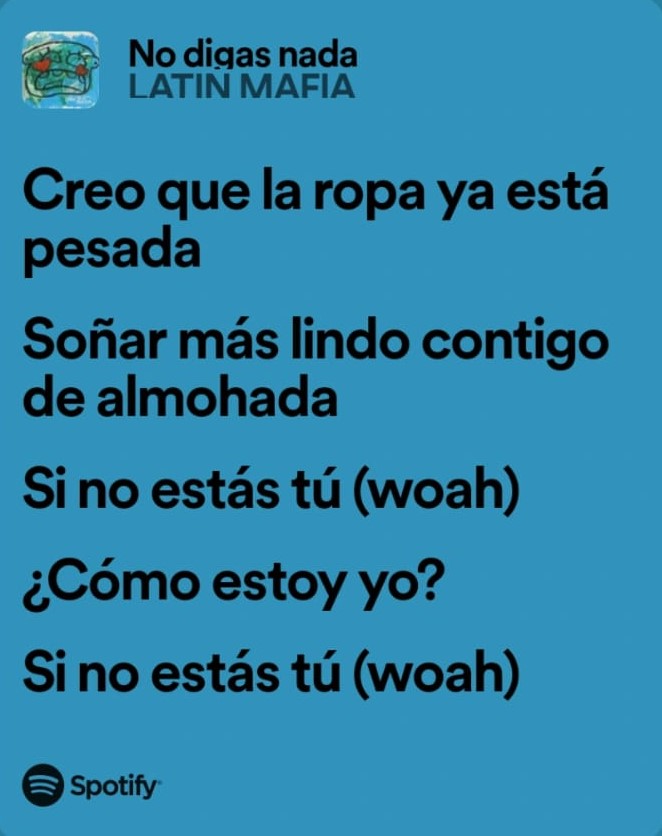 No digas nada
LATIN MAFIA
Creo que la ropa ya está
pesada
Soñar más lindo contigo
de almohada
Si no estás tú (woah)
¿Cómo estoy yo?
Si no estás tú (woah)
Spotify